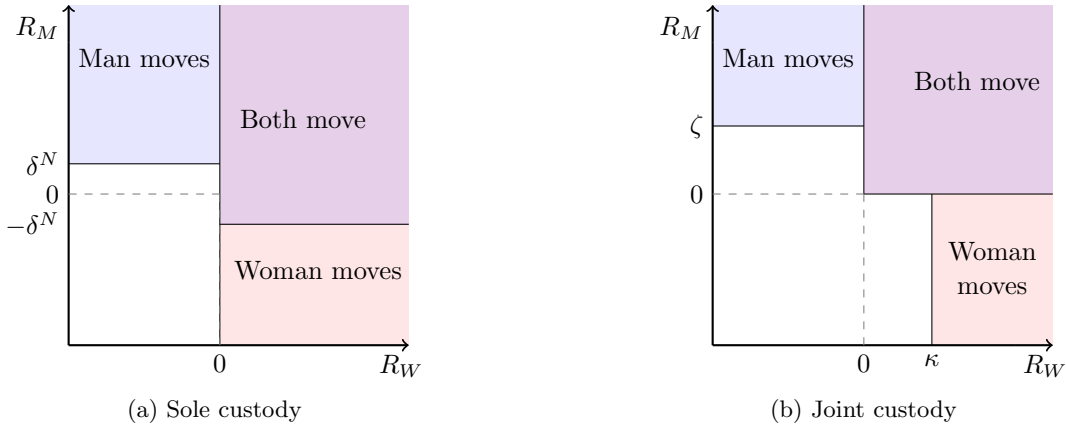 R_M
Man moves
Both move
δ^N
0
−δ^N
Woman moves
0
R_W
(a) Sole custody
R_M
Man moves
Both move
ζ
0
Woman
moves
0
κ
R_W
(b) Joint custody